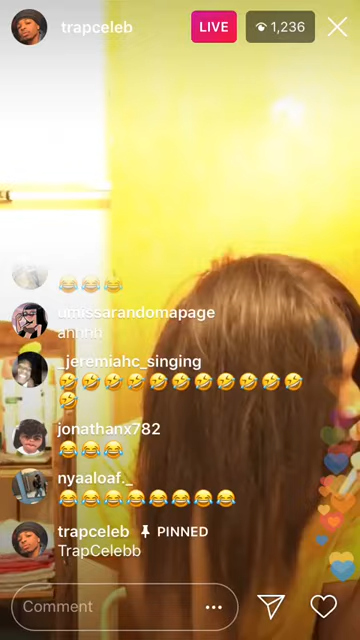 trapceleb
LIVE
1,236
😂😂😂
umissarandomapage
ahhhh
_jeremiahc_singing
🤣🤣🤣🤣🤣🤣🤣🤣🤣🤣🤣
🤣
jonathanx782
😂😂😂
nyaaloaf._
😂😂😂😂😂😂😂😂
trapceleb 📌 PINNED
TrapCelebb
Comment